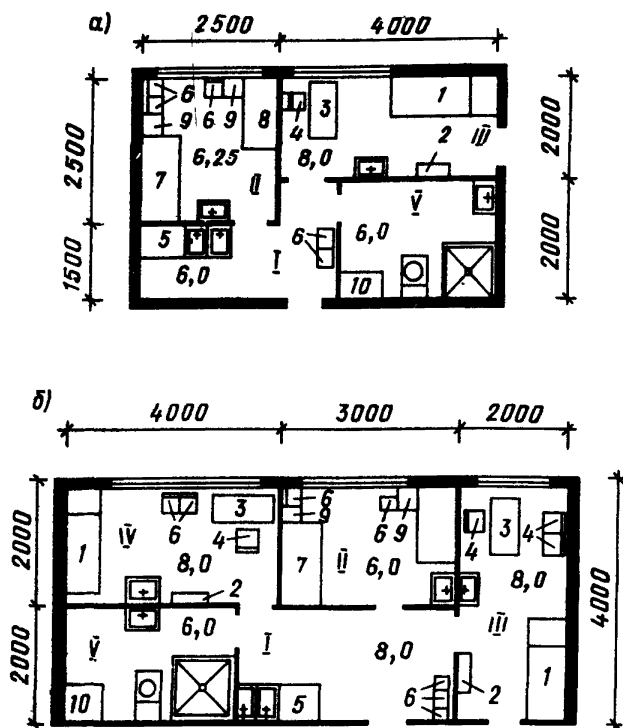 а) 2500 4000
6 6 9 8 4 3 1
9
2500 6,25 8,0 2 III 2000
7 II V
5 6 6,0 2000
1500 6,0 I 10
б)
4000 3000 2000
6 3 6 6 9 3 4
9 4
2000 1 IV 4 7 II 8,0
8,0 2 6,0 4000
6,0 I III
2000 V 8,0
10 5 6 2 1